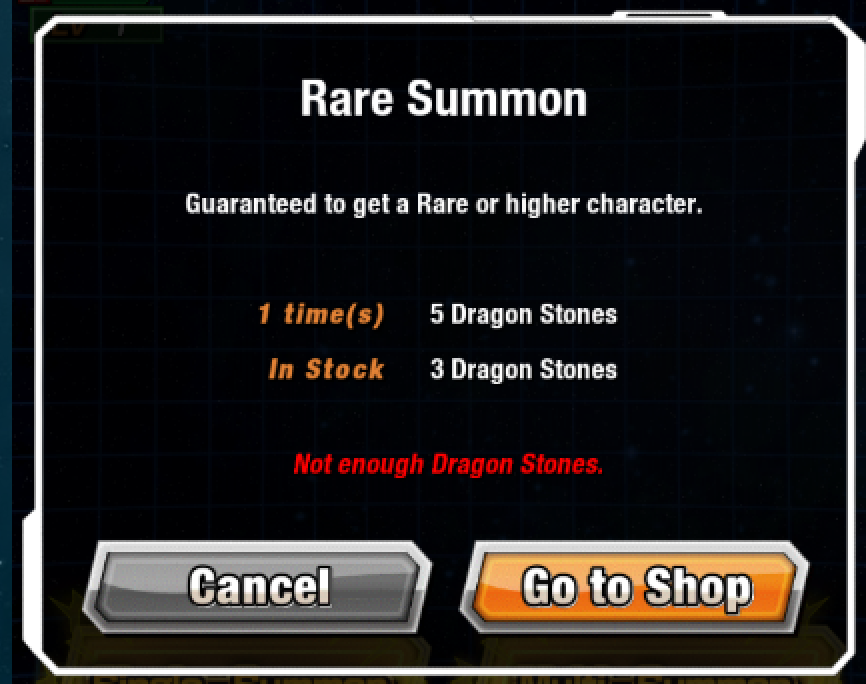 Rare Summon
Guaranteed to get a Rare or higher character.
1 time(s) 5 Dragon Stones
In Stock 3 Dragon Stones
Not enough Dragon Stones.
Cancel Go to Shop